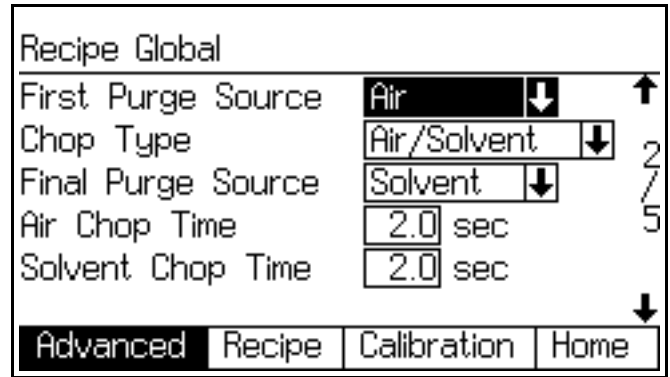 Recipe Global
First Purge Source Air
Chop Type Air/Solvent
Final Purge Source Solvent
Air Chop Time 2.0 sec
Solvent Chop Time 2.0 sec
2/5
Advanced Recipe Calibration Home